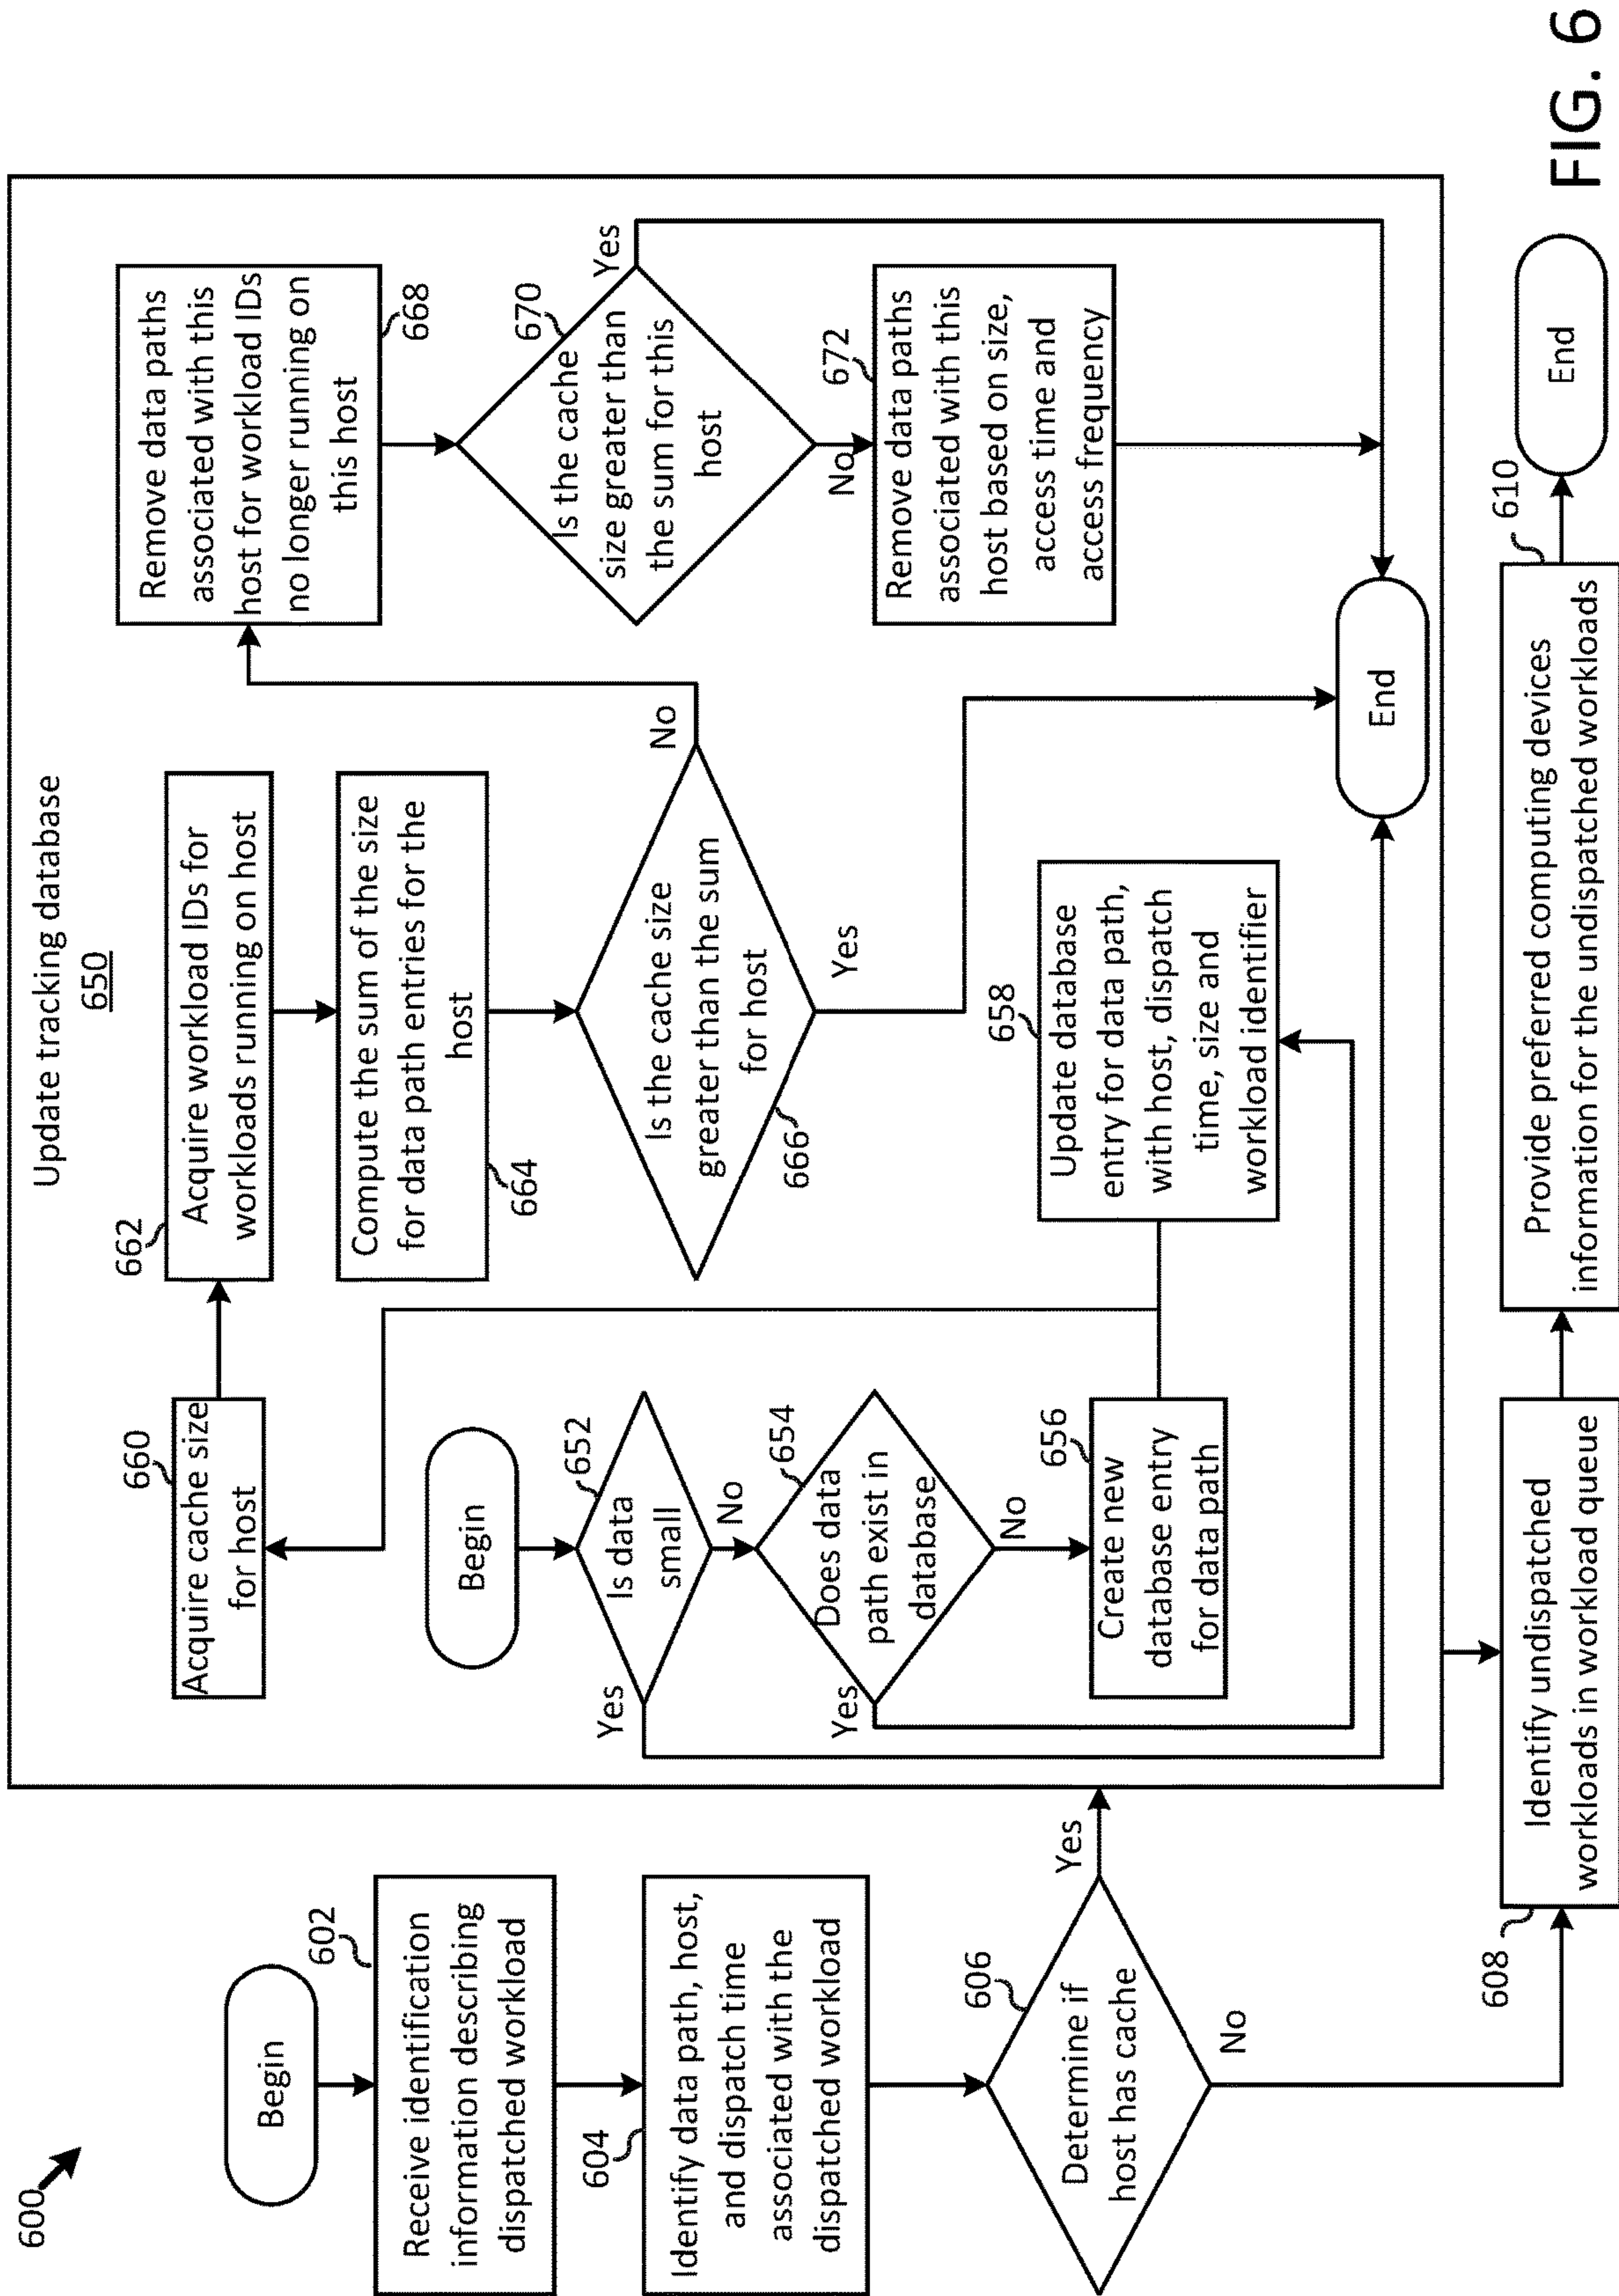 600
Begin
602
Receive identification
information describing
dispatched workload
604
Identify data path, host,
and dispatch time
associated with the
dispatched workload
606
Determine if
host has cache
Yes
No
608
Identify undispatched
workloads in workload queue
610
Provide preferred computing devices
information for the undispatched workloads
End
Update tracking database
650
Begin
652
Is data
small
Yes
No
654
Does data
path exist in
database
Yes
No
656
Create new
database entry
for data path
658
Update database
entry for data path,
with host, dispatch
time, size and
workload identifier
660
Acquire cache size
for host
662
Acquire workload IDs for
workloads running on host
664
Compute the sum of the size
for data path entries for the
host
666
Is the cache size
greater than the sum
for host
No
Yes
668
Remove data paths
associated with this
host for workload IDs
no longer running on
this host
670
Is the cache
size greater than
the sum for this
host
Yes
No
672
Remove data paths
associated with this
host based on size,
access time and
access frequency
End
FIG. 6